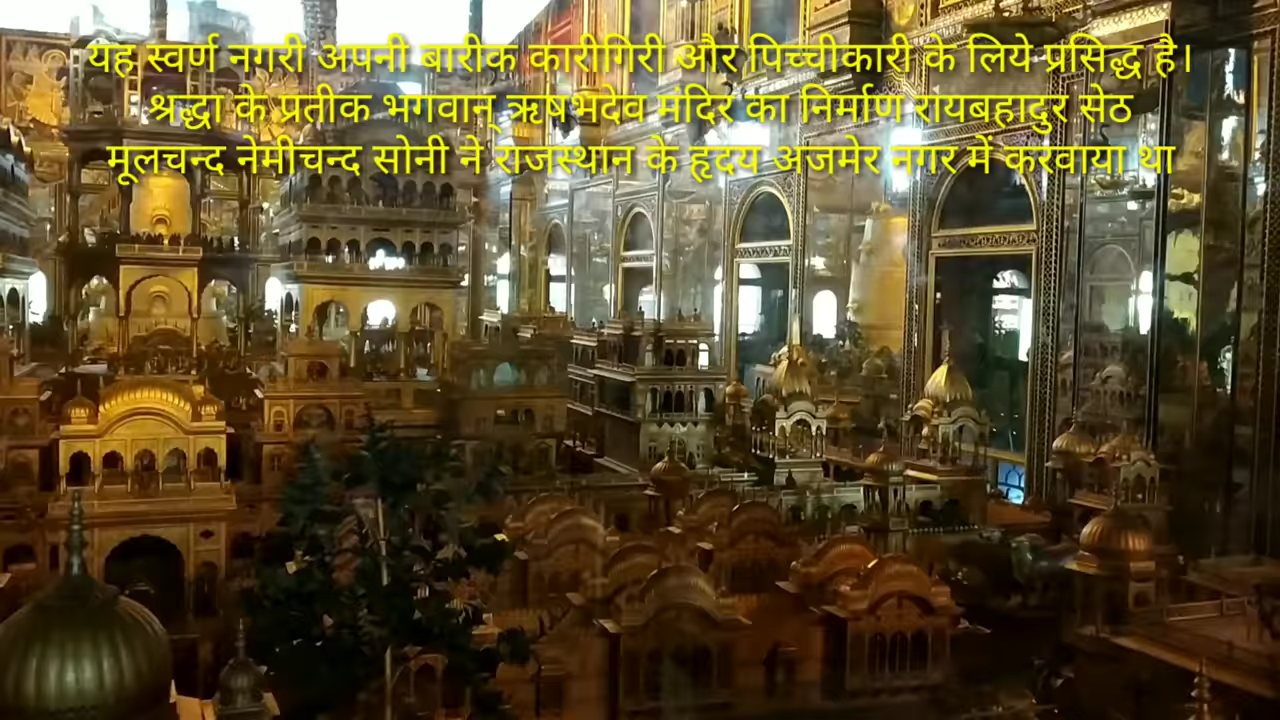 यह स्वर्ण नगरी अपनी बारीक कारीगिरी और पिच्चीकारी के लिये प्रसिद्ध है।
श्रद्धा के प्रतीक भगवान् ऋषभदेव मंदिर का निर्माण रायबहादुर सेठ
मूलचन्द नेमीचन्द सोनी ने राजस्थान के हृदय अजमेर नगर में करवाया था